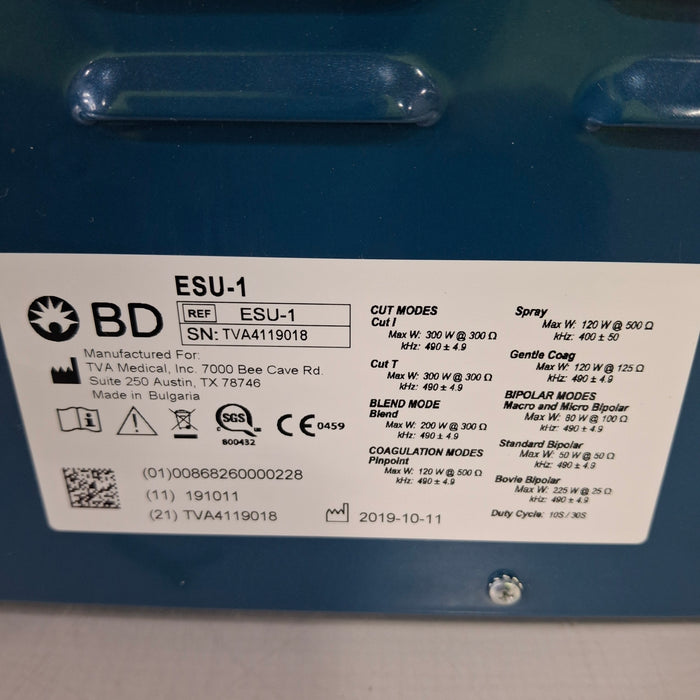 ESU-1
BD
REF ESU-1
SN: TVA4119018
Manufactured For:
TVA Medical, Inc. 7000 Bee Cave Rd.
Suite 250 Austin, TX 78746
Made in Bulgaria
SGS
800432
CE 0459
(01)00868260000228
(11) 191011
(21) TVA4119018
2019-10-11
CUT MODES
Cut I
Max W: 300 W @ 300 Ω
kHz: 490 ± 4.9
Cut T
Max W: 300 W @ 300 Ω
kHz: 490 ± 4.9
BLEND MODE
Blend
Max W: 200 W @ 300 Ω
kHz: 490 ± 4.9
COAGULATION MODES
Pinpoint
Max W: 120 W @ 500 Ω
kHz: 490 ± 4.9
Spray
Max W: 120 W @ 500 Ω
kHz: 400 ± 50
Gentle Coag
Max W: 120 W @ 125 Ω
kHz: 490 ± 4.9
BIPOLAR MODES
Macro and Micro Bipolar
Max W: 80 W @ 100 Ω
kHz: 490 ± 4.9
Standard Bipolar
Max W: 50 W @ 50 Ω
kHz: 490 ± 4.9
Bovie Bipolar
Max W: 225 W @ 25 Ω
kHz: 490 ± 4.9
Duty Cycle: 10S / 30S